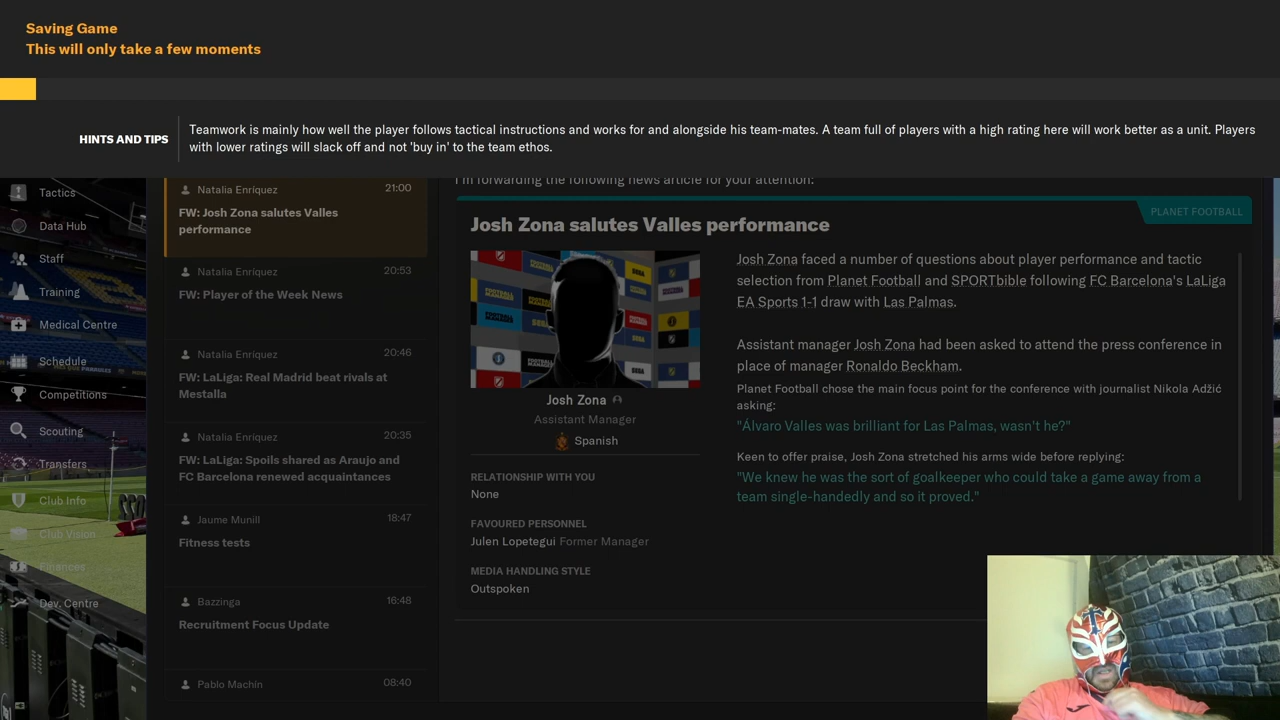 Saving Game
This will only take a few moments
HINTS AND TIPS
Teamwork is mainly how well the player follows tactical instructions and works for and alongside his team-mates. A team full of players with a high rating here will work better as a unit. Players
with lower ratings will slack off and not 'buy in' to the team ethos.
Tactics
Data Hub
Staff
Training
Medical Centre
Schedule
Competitions
Scouting
Transfers
Club Info
Club Vision
Finances
Dev. Centre
Natalia Enríquez
21:00
FW: Josh Zona salutes Valles
performance
Natalia Enríquez
20:53
FW: Player of the Week News
Natalia Enríquez
20:46
FW: LaLiga: Real Madrid beat rivals at
Mestalla
Natalia Enríquez
20:35
FW: LaLiga: Spoils shared as Araujo and
FC Barcelona renewed acquaintances
Jaume Munill
18:47
Fitness tests
Bazzinga
16:48
Recruitment Focus Update
Pablo Machín
08:40
I'm forwarding the following news article for your attention:
Josh Zona salutes Valles performance
PLANET FOOTBALL
Josh Zona
Assistant Manager
Spanish
RELATIONSHIP WITH YOU
None
FAVOURED PERSONNEL
Julen Lopetegui Former Manager
MEDIA HANDLING STYLE
Outspoken
Josh Zona faced a number of questions about player performance and tactic
selection from Planet Football and SPORTbible following FC Barcelona's LaLiga
EA Sports 1-1 draw with Las Palmas.
Assistant manager Josh Zona had been asked to attend the press conference in
place of manager Ronaldo Beckham.
Planet Football chose the main focus point for the conference with journalist Nikola Adžić
asking:
"Álvaro Valles was brilliant for Las Palmas, wasn't he?"
Keen to offer praise, Josh Zona stretched his arms wide before replying:
"We knew he was the sort of goalkeeper who could take a game away from a
team single-handedly and so it proved."